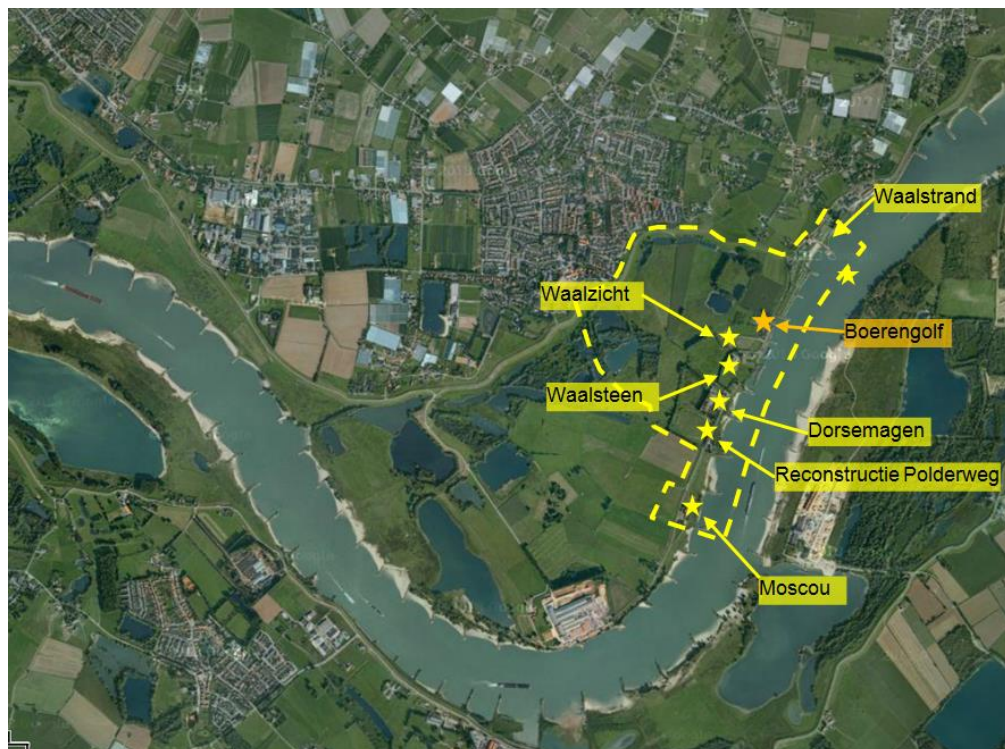 Waalstrand
Waalzicht
Boerengolf
Waalsteen
Dorsemagen
Reconstructie Polderweg
Moscou